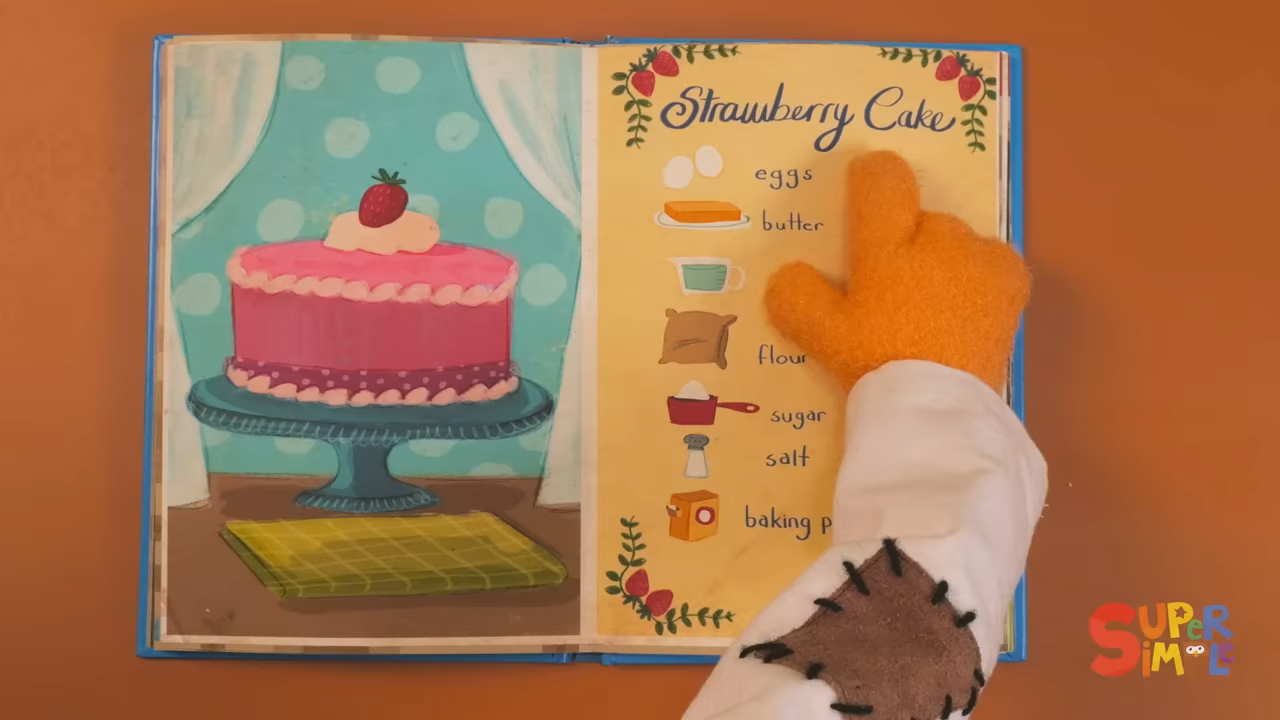 Strawberry Cake
eggs
butter
flour
sugar
salt
baking p
SUPER
SIMPLE